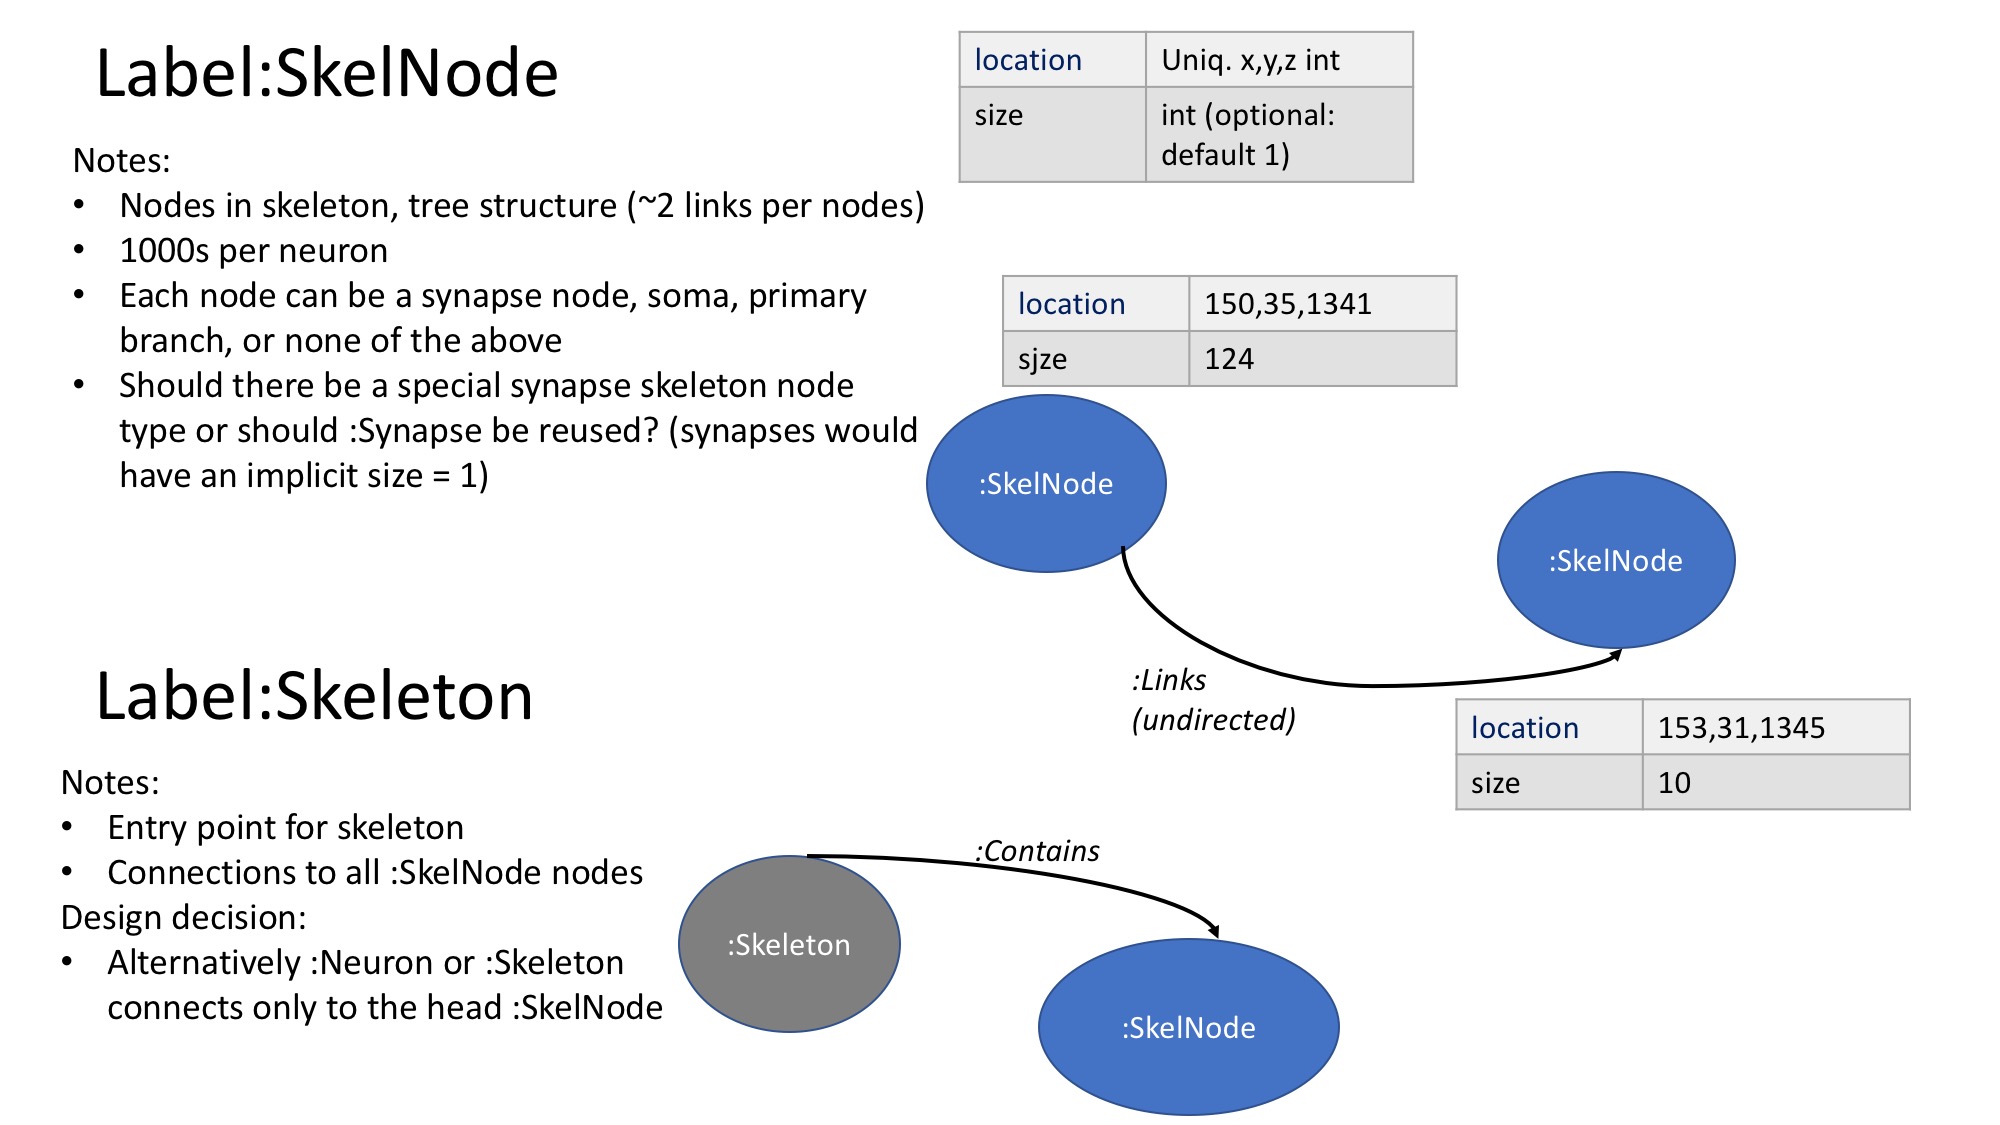 Label:SkelNode
Notes:
• Nodes in skeleton, tree structure (~2 links per nodes)
• 1000s per neuron
• Each node can be a synapse node, soma, primary
branch, or none of the above
• Should there be a special synapse skeleton node
type or should :Synapse be reused? (synapses would
have an implicit size = 1)
location Uniq. x,y,z int
size int (optional:
default 1)
location 150,35,1341
sjze 124
:SkelNode
:SkelNode
:Links
(undirected)
location 153,31,1345
size 10
Label:Skeleton
Notes:
• Entry point for skeleton
• Connections to all :SkelNode nodes
Design decision:
• Alternatively :Neuron or :Skeleton
connects only to the head :SkelNode
:Contains
:Skeleton
:SkelNode